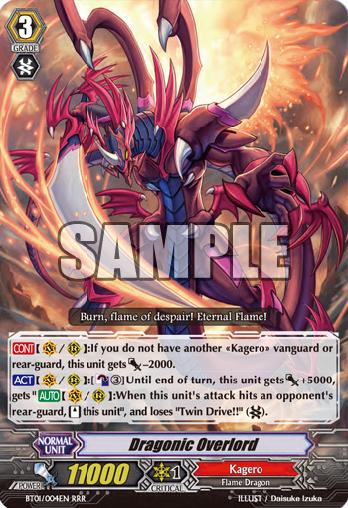 3
GRADE
SAMPLE
Burn, flame of despair! Eternal Flame!
CONT【 / 】:If you do not have another «Kagero» vanguard or
rear-guard, this unit gets -2000.
ACT【 / 】:[ ③] Until end of turn, this unit gets +5000,
gets "AUTO【 / 】:When this unit's attack hits an opponent's
rear-guard, [ this unit", and loses "Twin Drive!!" ( ).
NORMAL
UNIT
Dragonic Overlord
POWER
11000
1
CRITICAL
Kagero
Flame Dragon
BT01/004EN RRR
ILLUST / Daisuke Izuka